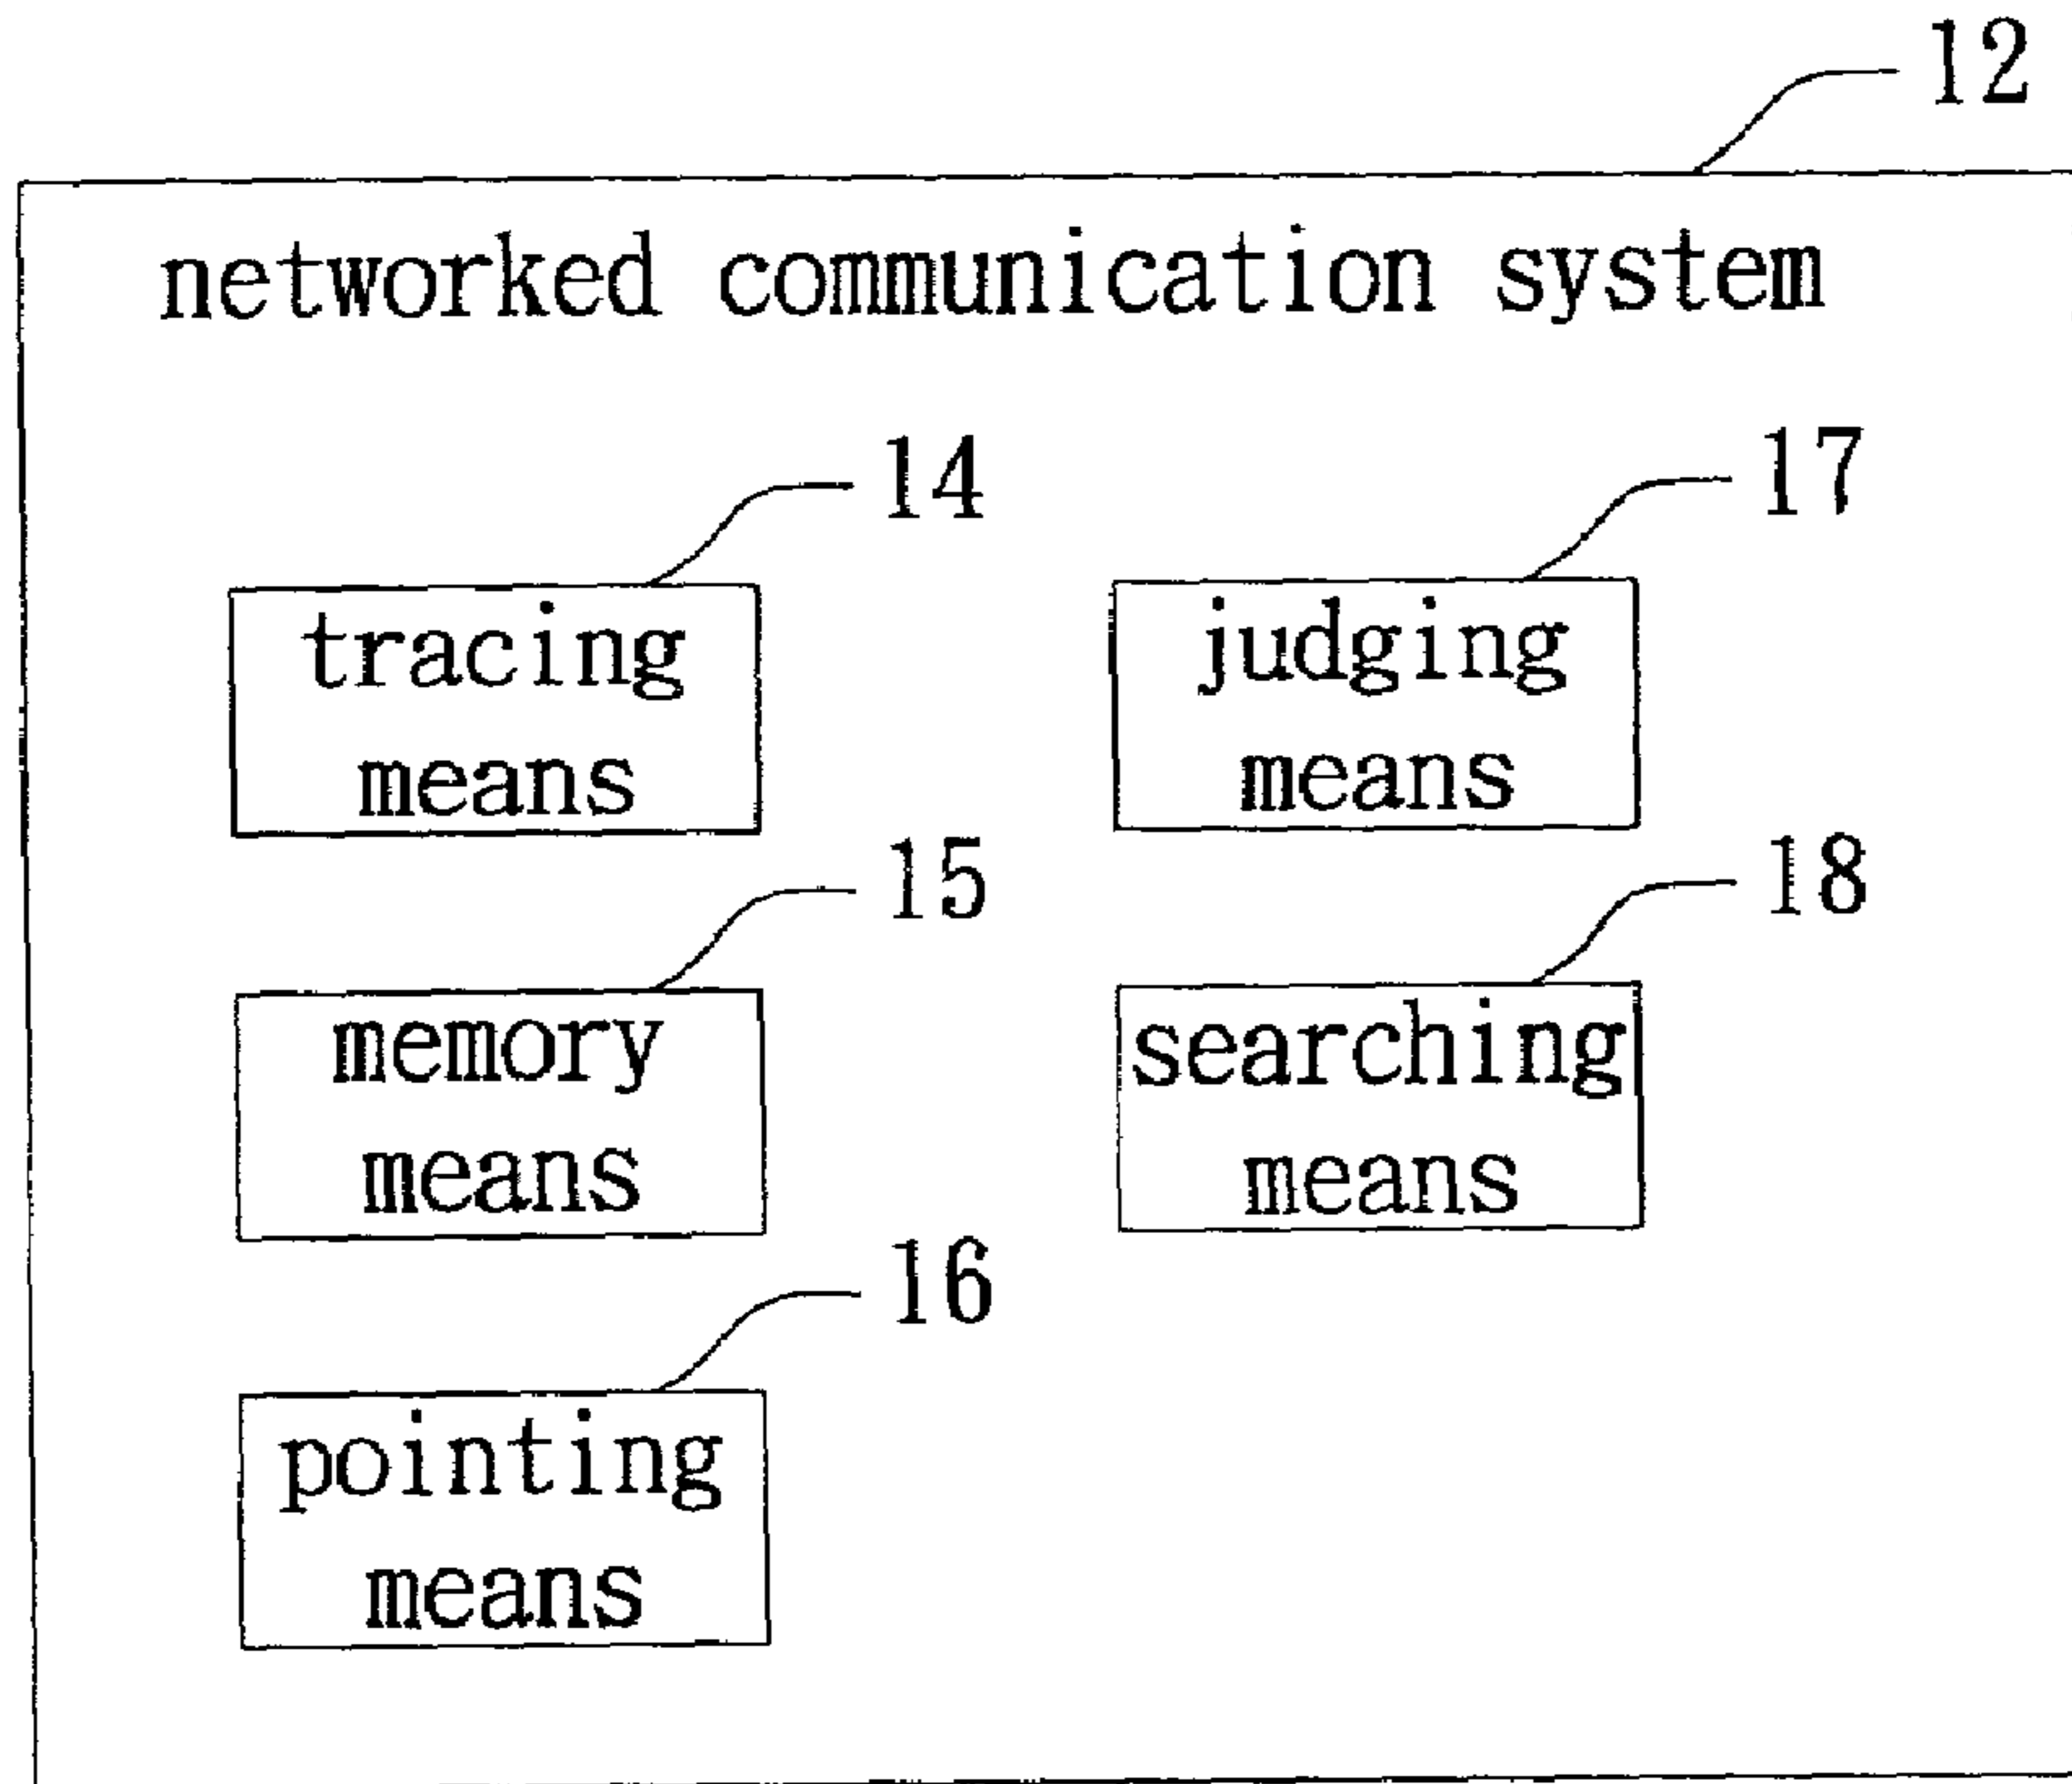 12
networked communication system
14
tracing
means
17
judging
means
15
memory
means
18
searching
means
16
pointing
means